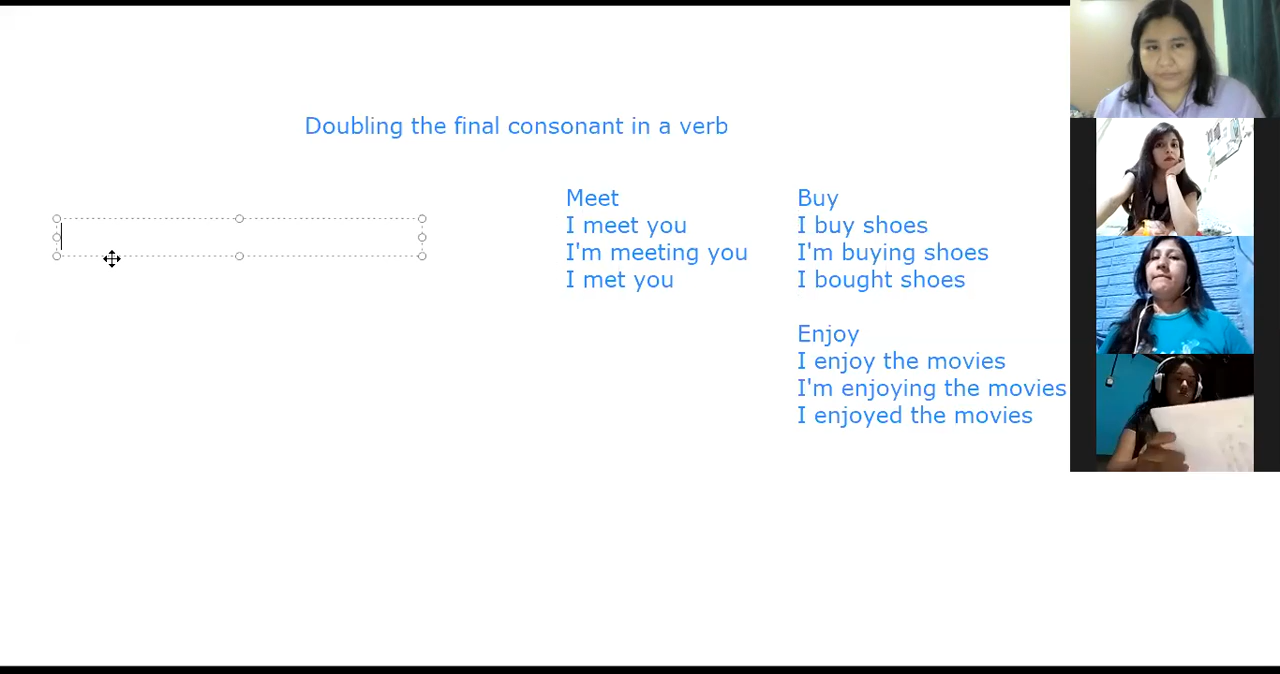 Doubling the final consonant in a verb
Meet
I meet you
I'm meeting you
I met you
Buy
I buy shoes
I'm buying shoes
I bought shoes
Enjoy
I enjoy the movies
I'm enjoying the movies
I enjoyed the movies